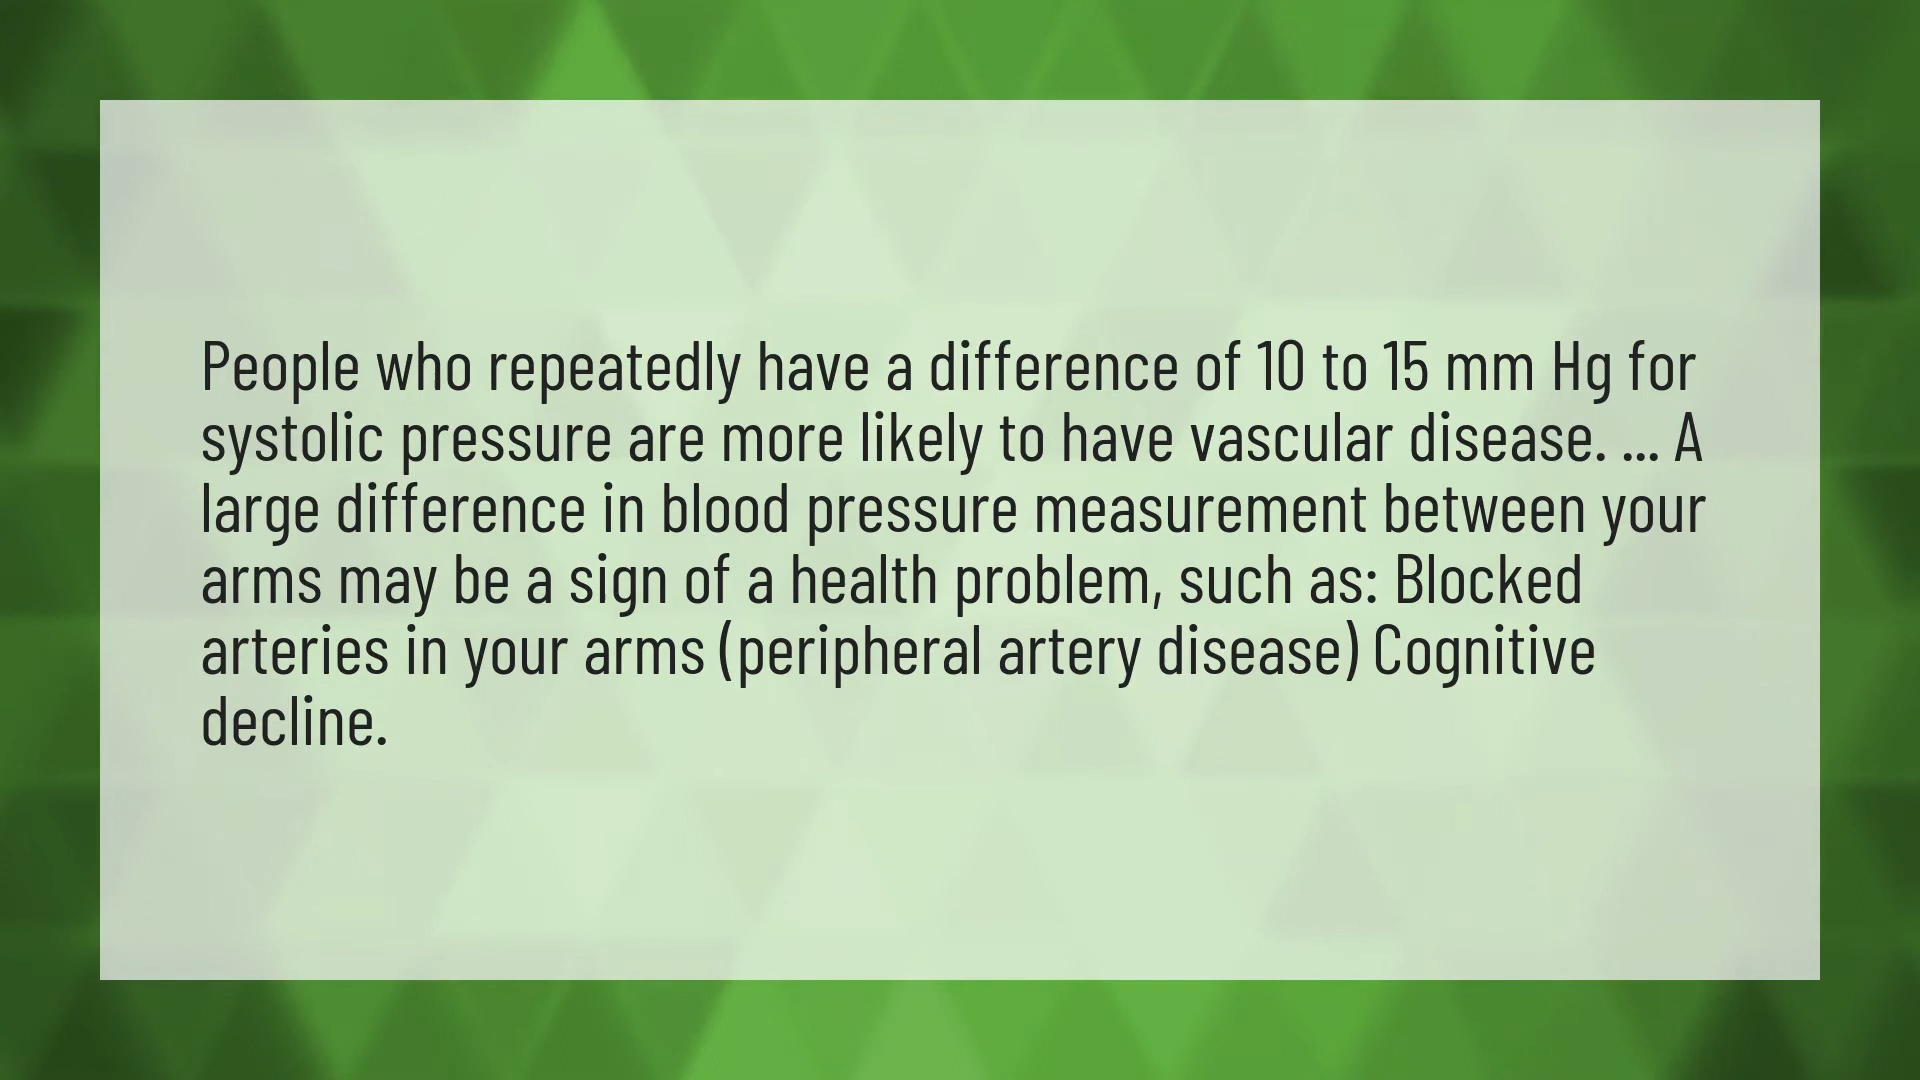 People who repeatedly have a difference of 10 to 15 mm Hg for
systolic pressure are more likely to have vascular disease. ... A
large difference in blood pressure measurement between your
arms may be a sign of a health problem, such as: Blocked
arteries in your arms (peripheral artery disease) Cognitive
decline.